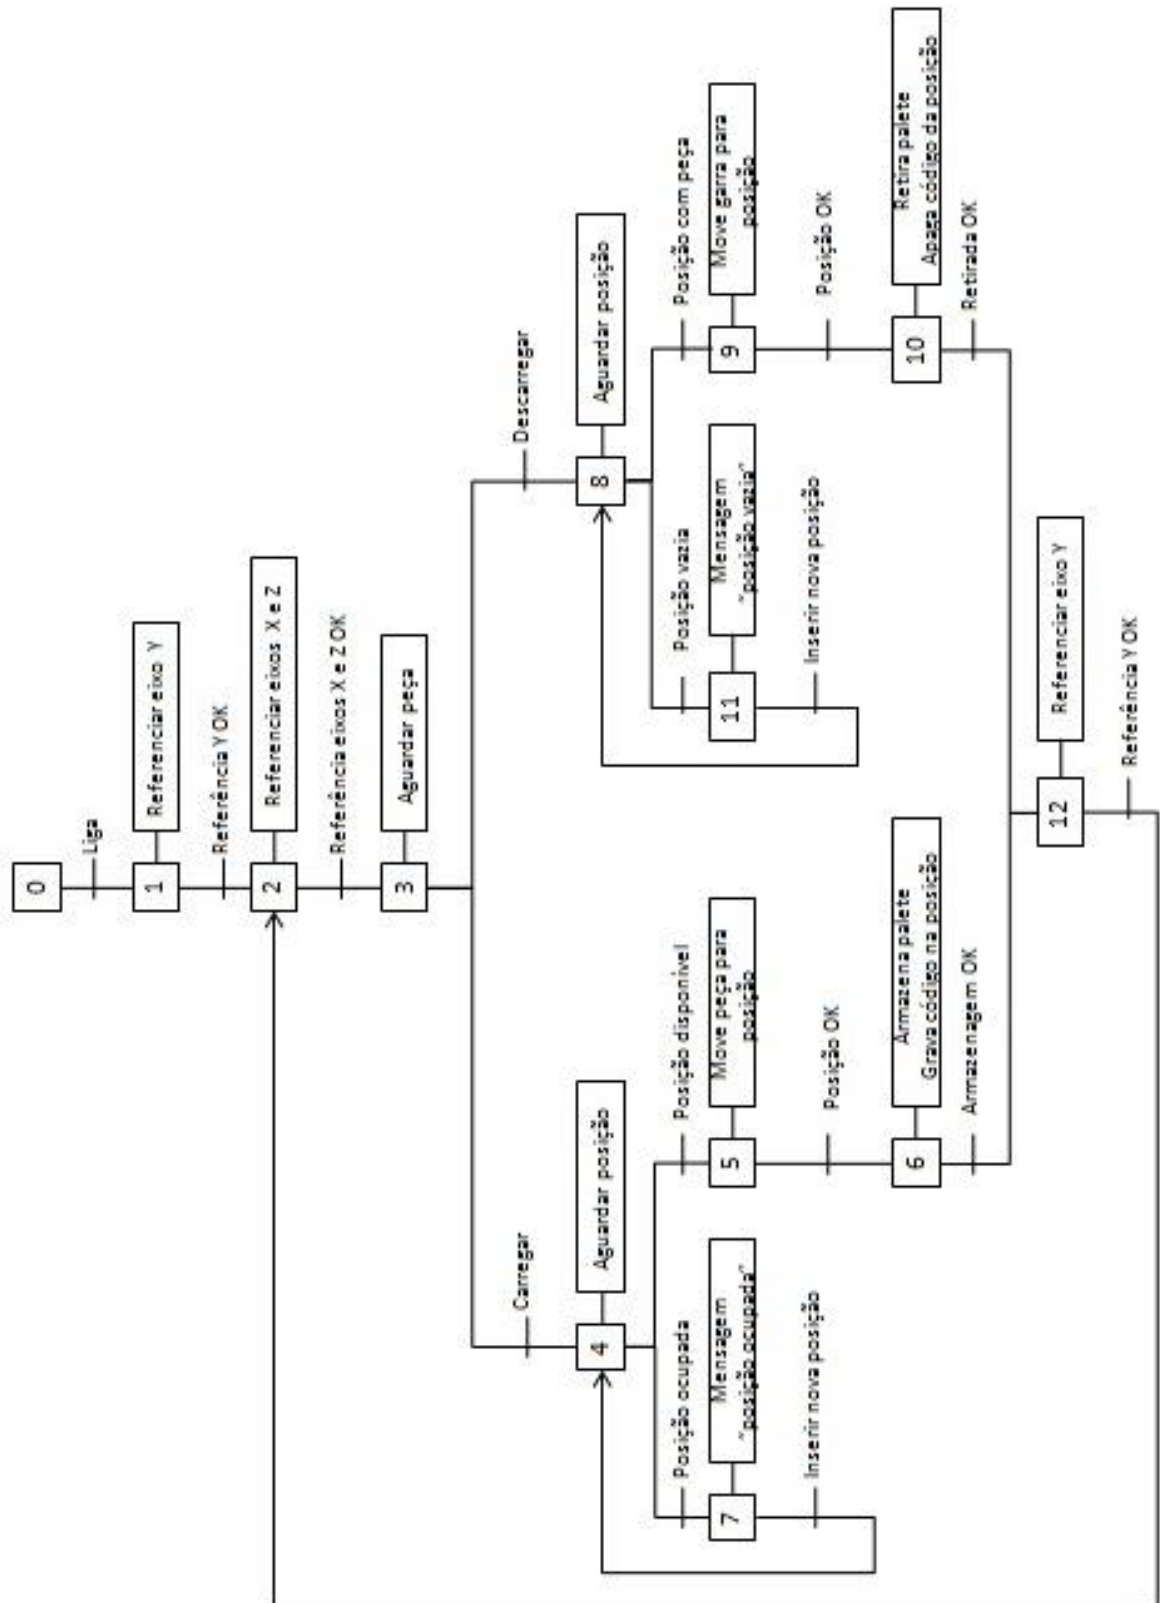 0
Liga
1
Referenciar eixo Y
Referência Y OK
2
Referenciar eixos X e Z
Referência eixos X e Z OK
3
Aguardar peça
Carregar
4
Aguardar posição
Posição ocupada
7
Mensagem
"posição ocupada"
Inserir nova posição
Posição disponível
5
Move peça para
posição
Posição OK
6
Armazena palete
Grava código na posição
Armazenagem OK
Descarregar
8
Aguardar posição
Posição vazia
11
Mensagem
"posição vazia"
Inserir nova posição
Posição com peça
9
Move garra para
posição
Posição OK
10
Retira palete
Apaga código da posição
Retirada OK
12
Referenciar eixo Y
Referência Y OK